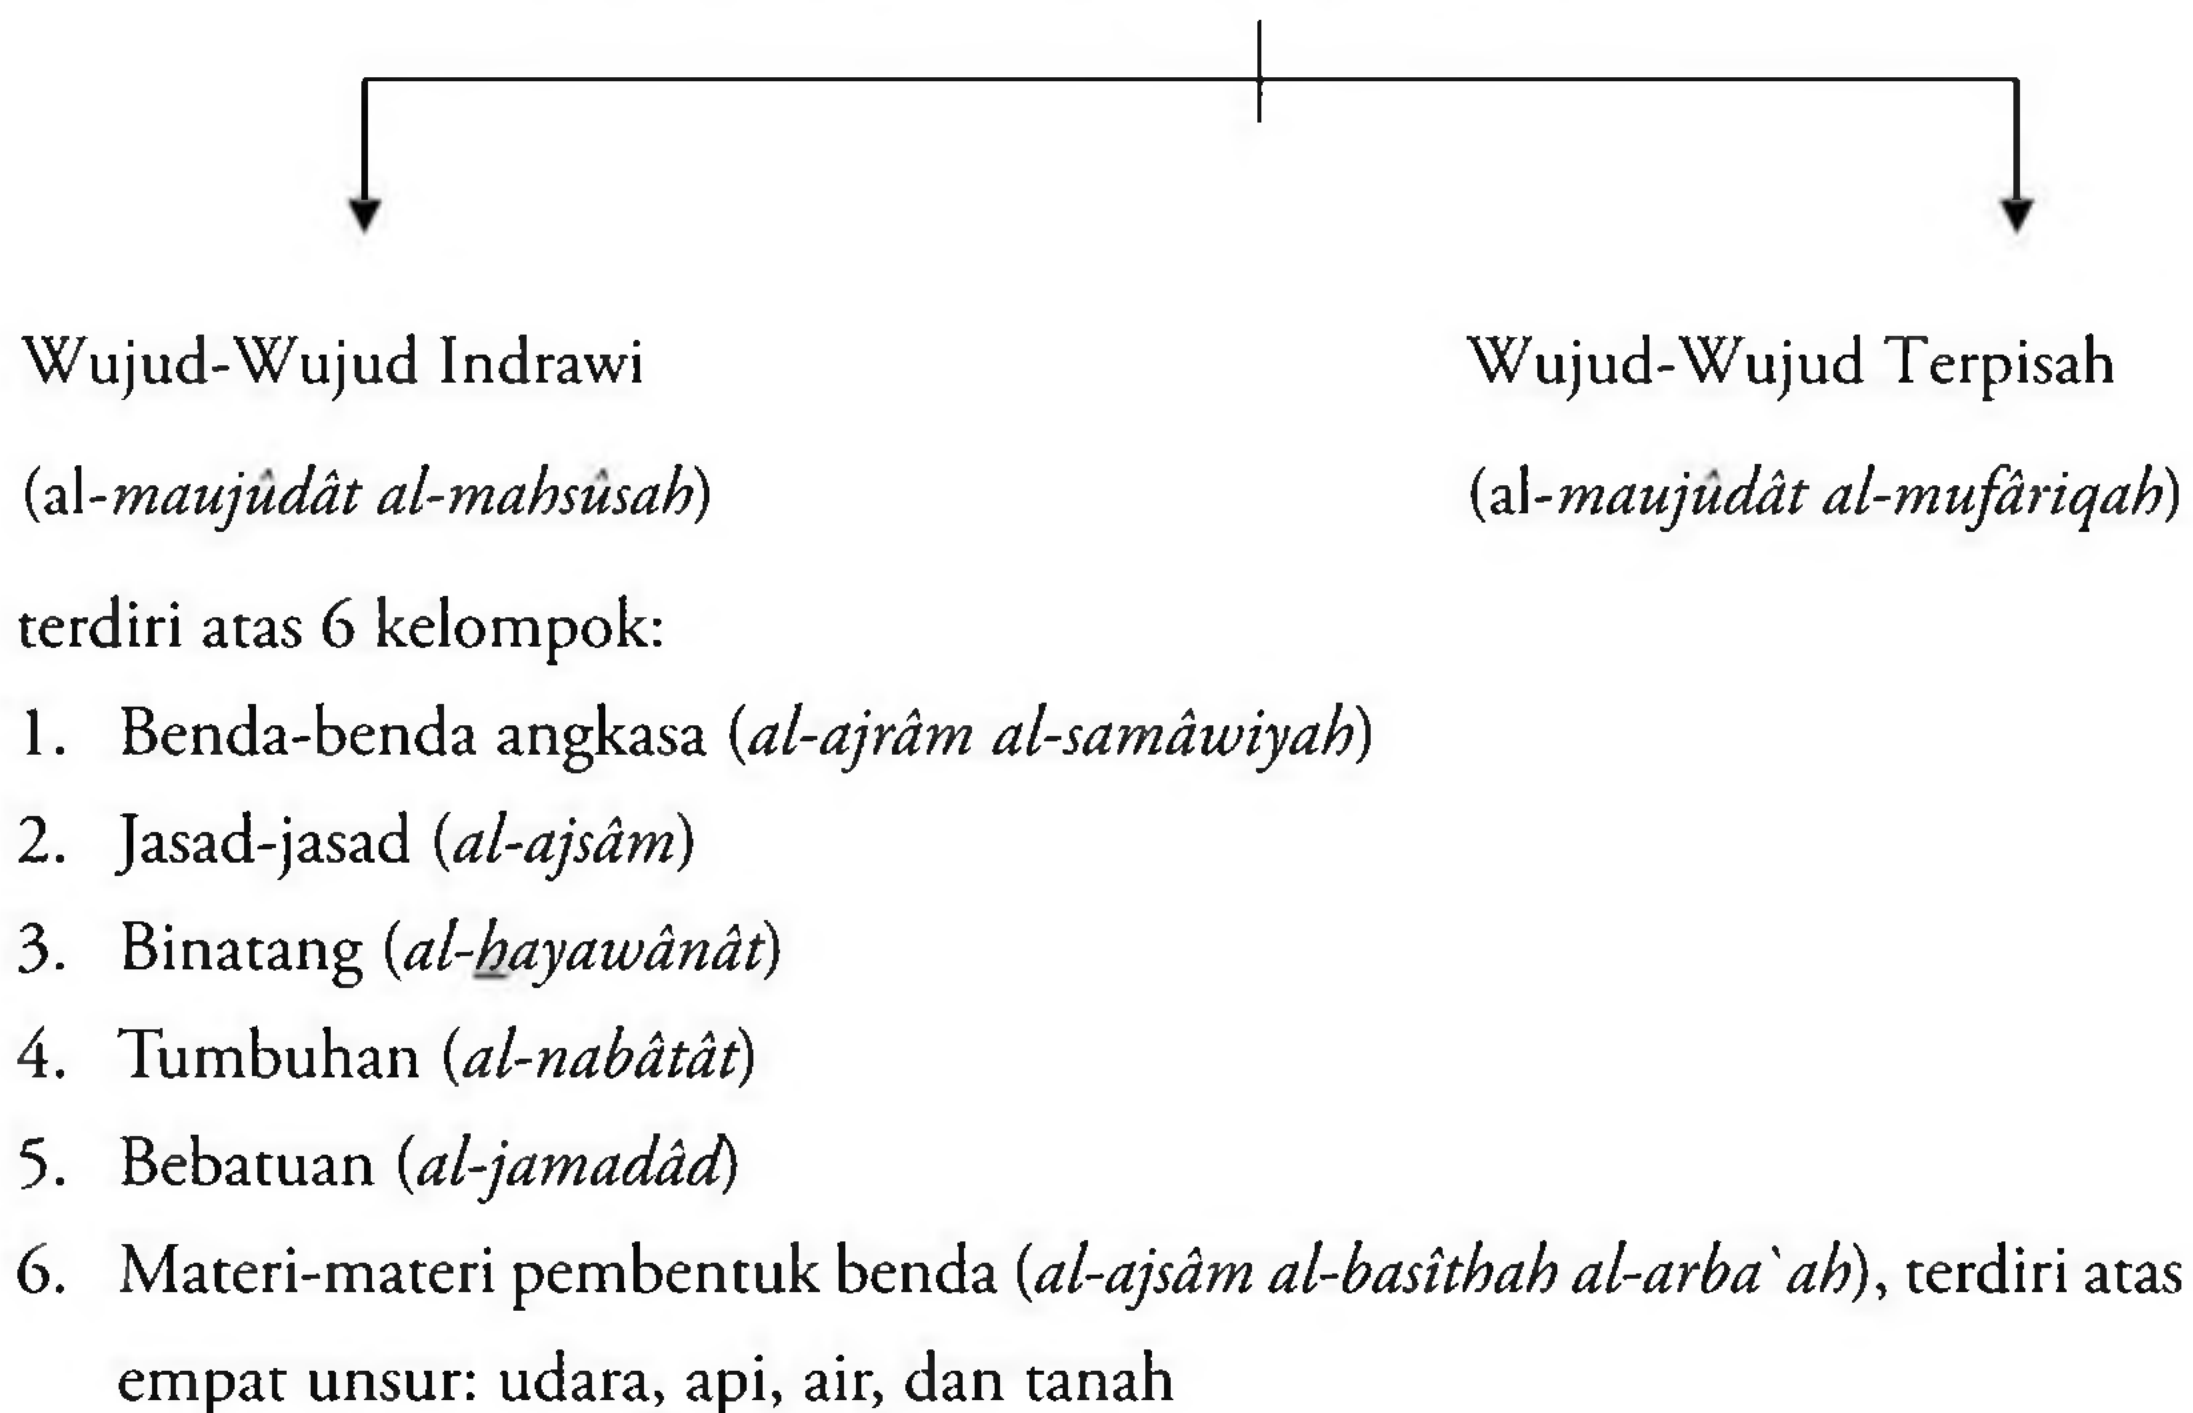 Wujud-Wujud Indrawi
(al-maujûdât al-mahsûsah)
Wujud-Wujud Terpisah
(al-maujûdât al-mufâriqah)
terdiri atas 6 kelompok:
1. Benda-benda angkasa (al-ajrâm al-samâwiyah)
2. Jasad-jasad (al-ajsâm)
3. Binatang (al-ẖayawânât)
4. Tumbuhan (al-nabâtât)
5. Bebatuan (al-jamadâd)
6. Materi-materi pembentuk benda (al-ajsâm al-basîthah al-arba`ah), terdiri atas
empat unsur: udara, api, air, dan tanah